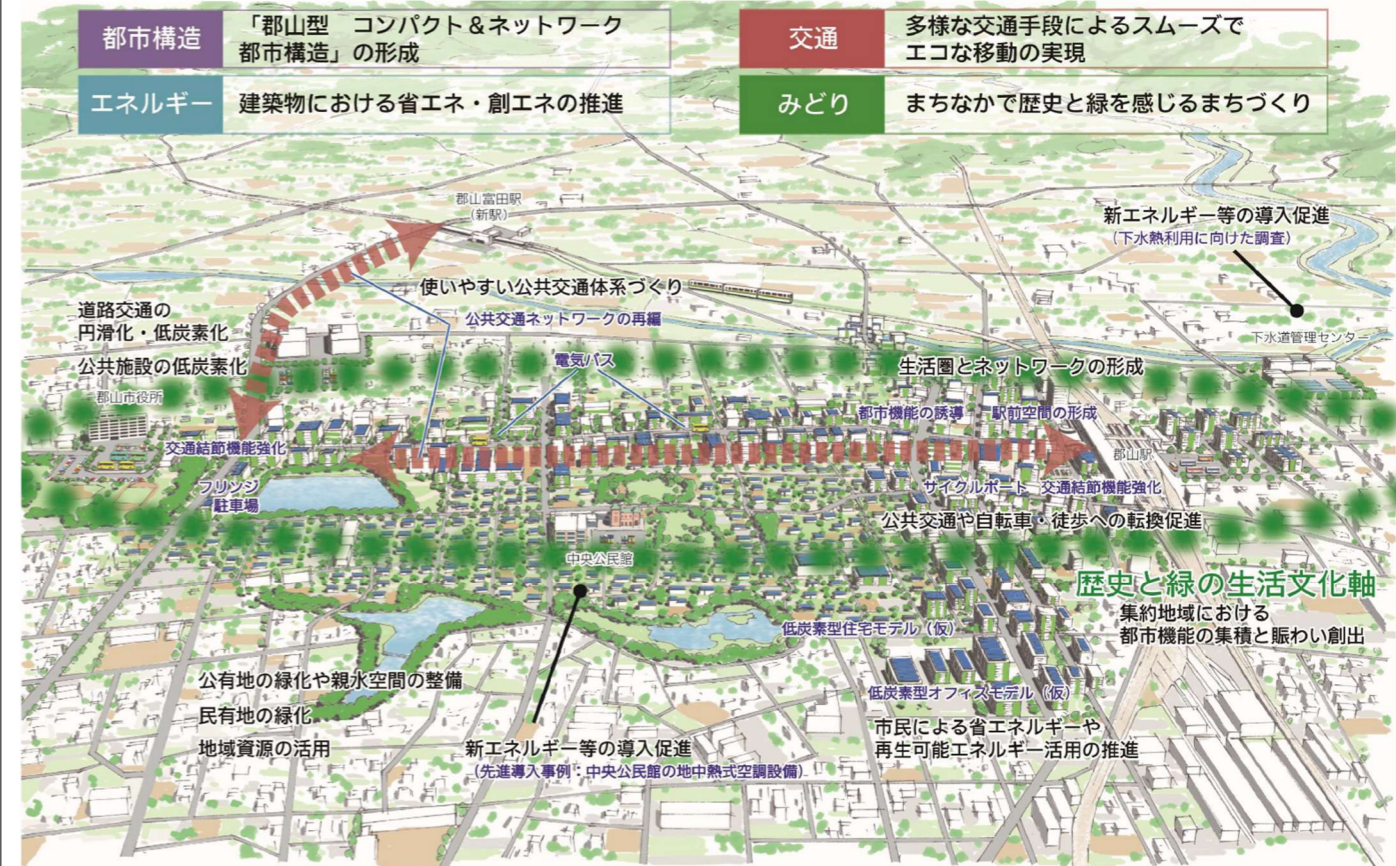 都市構造
「郡山型 コンパクト＆ネットワーク
都市構造」の形成
交通
多様な交通手段によるスムーズで
エコな移動の実現
エネルギー
建築物における省エネ・創エネの推進
みどり
まちなかで歴史と緑を感じるまちづくり
郡山富田駅
(新駅)
新エネルギー等の導入促進
(下水熱利用に向けた調査)
使いやすい公共交通体系づくり
道路交通の
円滑化・低炭素化
公共交通ネットワークの再編
下水道管理センター
公共施設の低炭素化
電気バス
生活圏とネットワークの形成
郡山市役所
都市機能の誘導
駅前空間の形成
交通結節機能強化
郡山駅
フリンジ
駐車場
サイクルポート
交通結節機能強化
公共交通や自転車・徒歩への転換促進
中央公民館
歴史と緑の生活文化軸
集約地域における
都市機能の集積と賑わい創出
低炭素型住宅モデル（仮）
公有地の緑化や親水空間の整備
低炭素型オフィスモデル（仮）
民有地の緑化
地域資源の活用
市民による省エネルギーや
再生可能エネルギー活用の推進
新エネルギー等の導入促進
(先進導入事例：中央公民館の地中熱式空調設備)